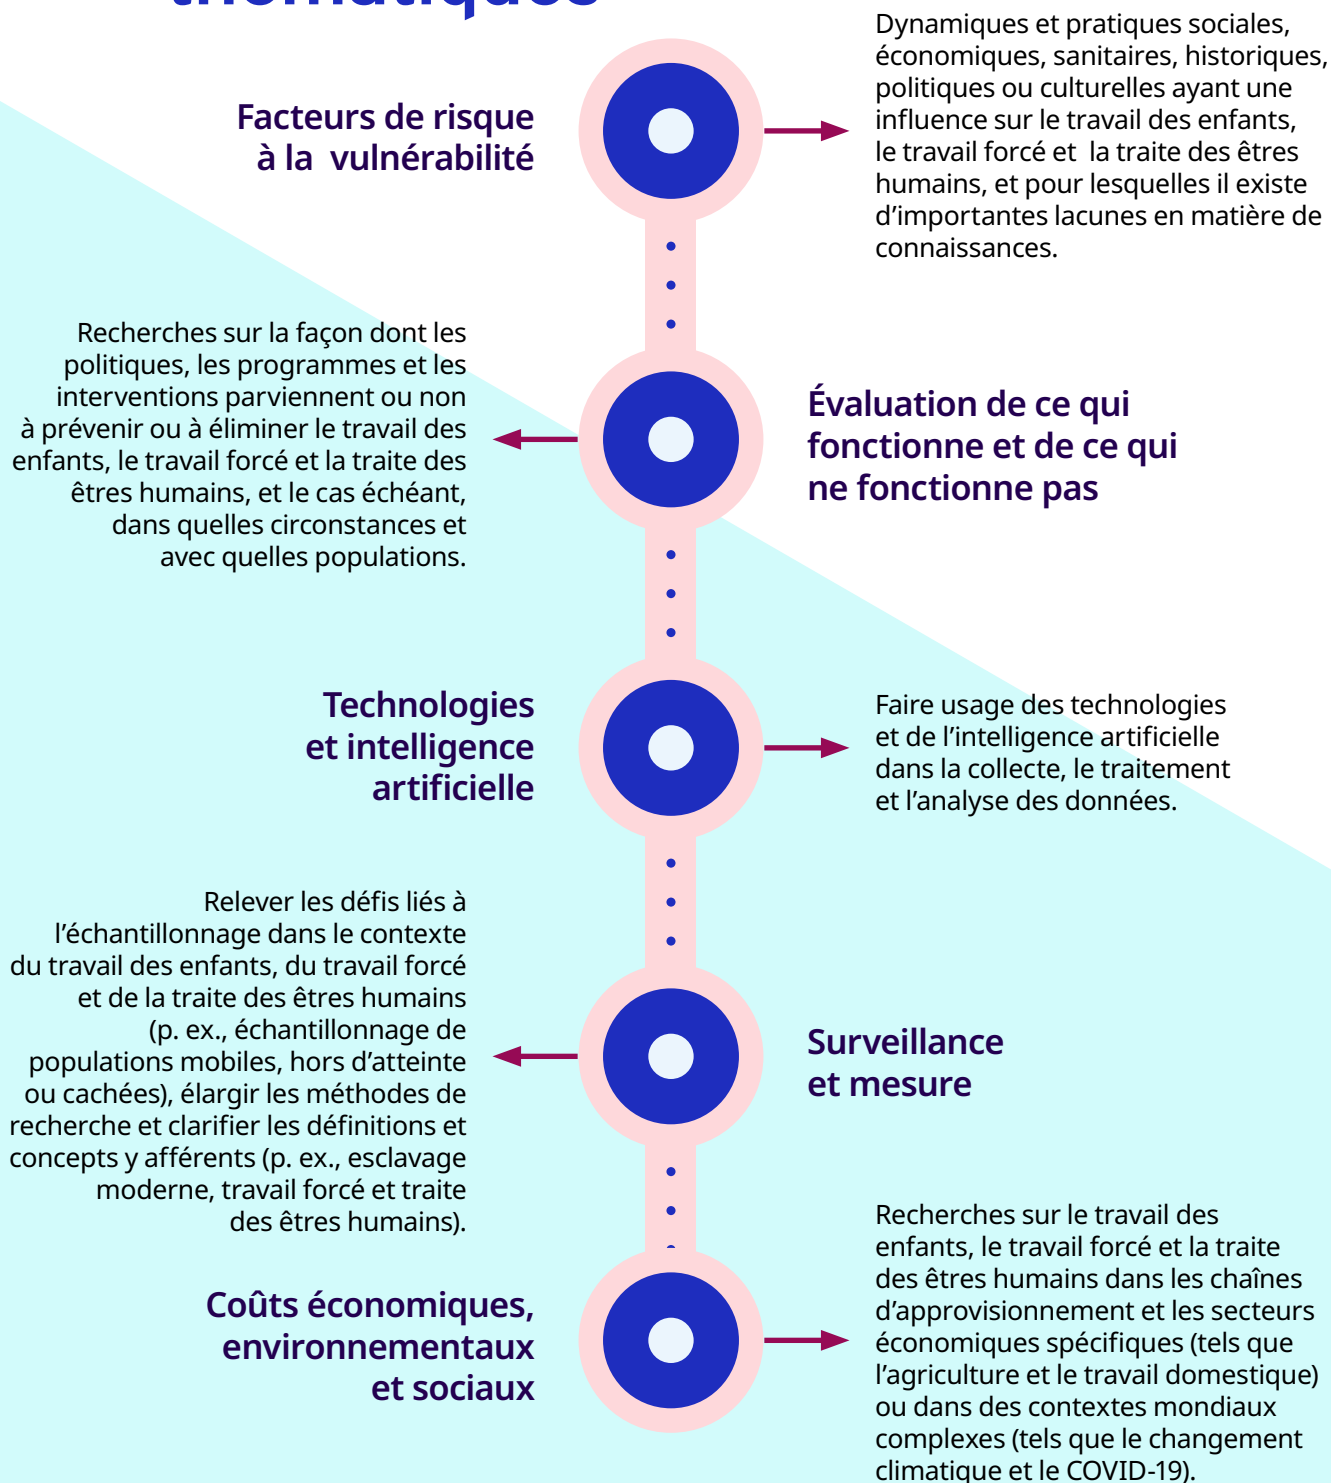 thématiques
Facteurs de risque
à la  vulnérabilité
Dynamiques et pratiques sociales,
économiques, sanitaires, historiques,
politiques ou culturelles ayant une
influence sur le travail des enfants,
le travail forcé et  la traite des êtres
humains, et pour lesquelles il existe
d’importantes lacunes en matière de
connaissances.
Évaluation de ce qui
fonctionne et de ce qui
ne fonctionne pas
Recherches sur la façon dont les
politiques, les programmes et les
interventions parviennent ou non
à prévenir ou à éliminer le travail des
enfants, le travail forcé et la traite des
êtres humains, et le cas échéant,
dans quelles circonstances et
avec quelles populations.
Technologies
et intelligence
artificielle
Faire usage des technologies
et de l’intelligence artificielle
dans la collecte, le traitement
et l’analyse des données.
Surveillance
et mesure
Relever les défis liés à
l’échantillonnage dans le contexte
du travail des enfants, du travail forcé
et de la traite des êtres humains
(p. ex., échantillonnage de
populations mobiles, hors d’atteinte
ou cachées), élargir les méthodes de
recherche et clarifier les définitions et
concepts y afférents (p. ex., esclavage
moderne, travail forcé et traite
des êtres humains).
Coûts économiques,
environnementaux
et sociaux
Recherches sur le travail des
enfants, le travail forcé et la traite
des êtres humains dans les chaînes
d’approvisionnement et les secteurs
économiques spécifiques (tels que
l’agriculture et le travail domestique)
ou dans des contextes mondiaux
complexes (tels que le changement
climatique et le COVID-19).